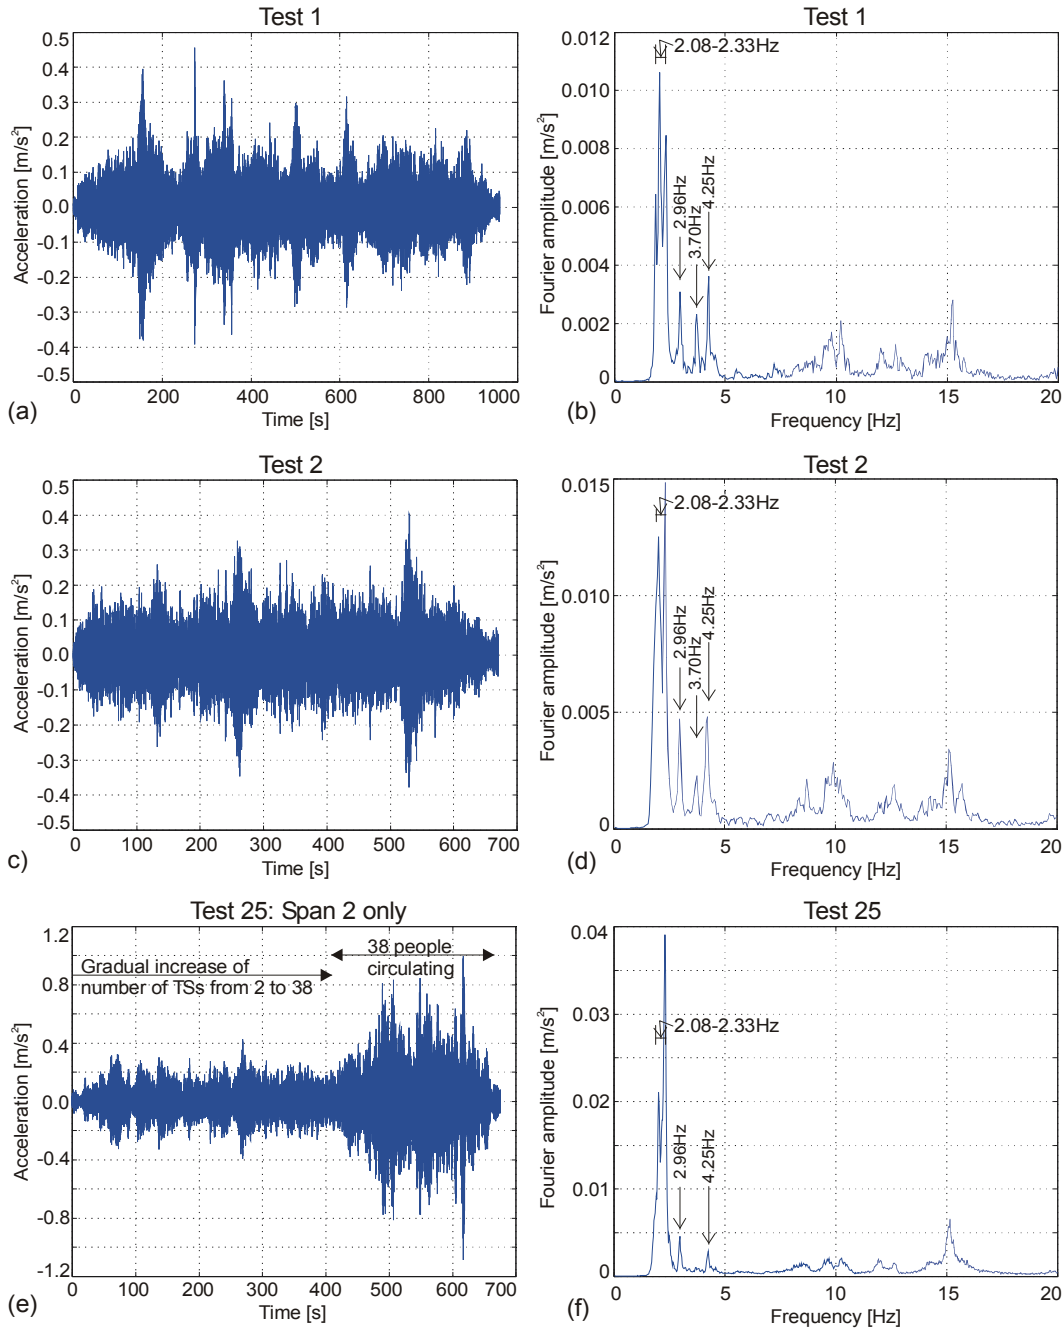 Test 1
0.5
0.4
0.3
0.2
0.1
0.0
-0.1
-0.2
-0.3
-0.4
-0.5
Acceleration [m/s²]
0 200 400 600 800 1000
Time [s]
(a)
Test 1
0.012
0.010
0.008
0.006
0.004
0.002
0
Fourier amplitude [m/s²]
2.08-2.33Hz
2.96Hz
3.70Hz
4.25Hz
0 5 10 15 20
Frequency [Hz]
(b)
Test 2
0.5
0.4
0.3
0.2
0.1
0.0
-0.1
-0.2
-0.3
-0.4
-0.5
Acceleration [m/s²]
0 100 200 300 400 500 600 700
Time [s]
c)
Test 2
0.015
0.010
0.005
0
Fourier amplitude [m/s²]
2.08-2.33Hz
2.96Hz
3.70Hz
4.25Hz
0 5 10 15 20
Frequency [Hz]
(d)
Test 25: Span 2 only
1.2
0.8
0.4
0.0
-0.4
-0.8
-1.2
Acceleration [m/s²]
Gradual increase of
number of TSs from 2 to 38
38 people
circulating
0 100 200 300 400 500 600 700
Time [s]
(e)
Test 25
0.04
0.03
0.02
0.01
0
Fourier amplitude [m/s²]
2.08-2.33Hz
2.96Hz
4.25Hz
0 5 10 15 20
Frequency [Hz]
(f)